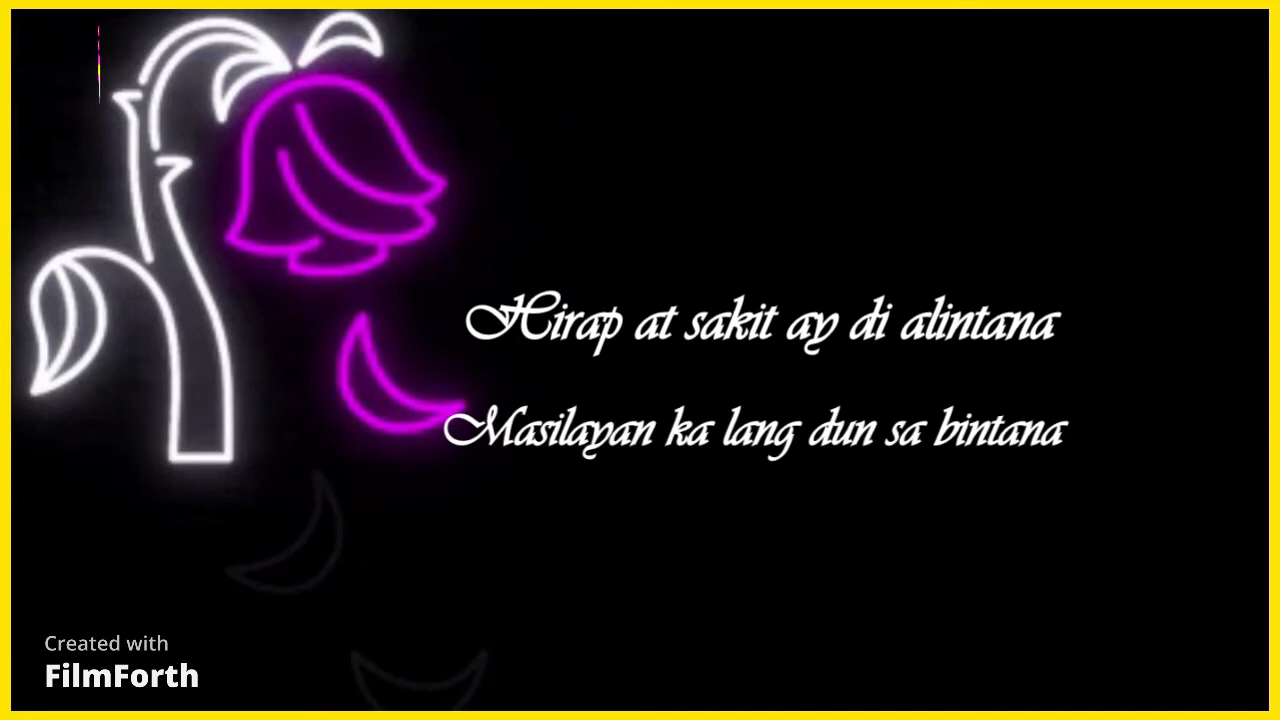 Hirap at sakit ay di alintana
Masilayan ka lang dun sa bintana
Created with
FilmForth